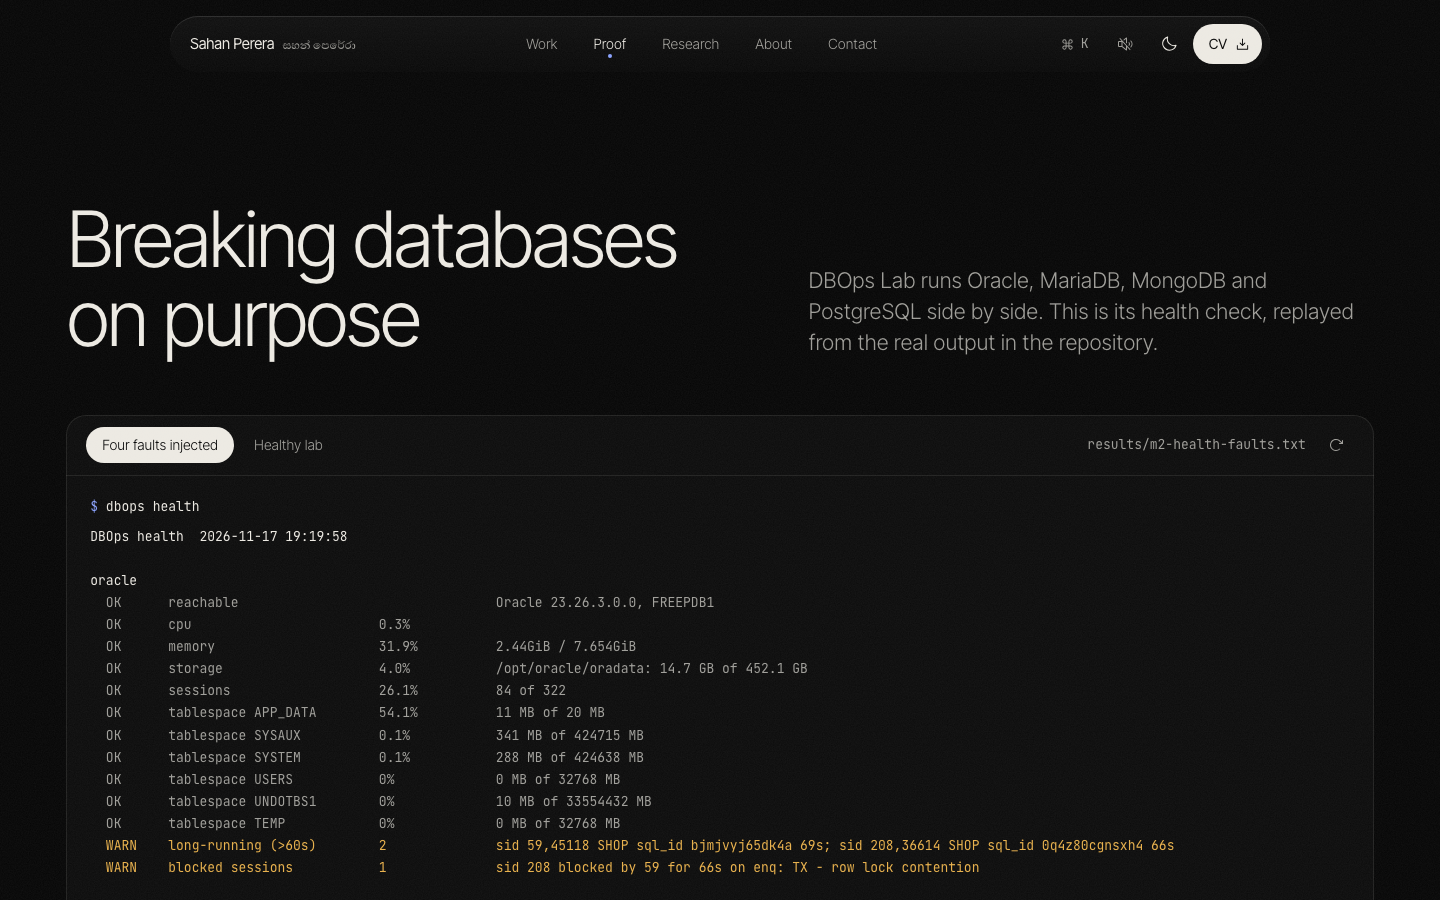 Sahan Perera සහන් පෙරේරා Work Proof Research About Contact ⌘ K CV
Breaking databases
on purpose
DBOps Lab runs Oracle, MariaDB, MongoDB and
PostgreSQL side by side. This is its health check, replayed
from the real output in the repository.
Four faults injected Healthy lab results/m2-health-faults.txt
$ dbops health
DBOps health 2026-11-17 19:19:58
oracle
OK reachable Oracle 23.26.3.0.0, FREEPDB1
OK cpu 0.3%
OK memory 31.9% 2.44GiB / 7.654GiB
OK storage 4.0% /opt/oracle/oradata: 14.7 GB of 452.1 GB
OK sessions 26.1% 84 of 322
OK tablespace APP_DATA 54.1% 11 MB of 20 MB
OK tablespace SYSAUX 0.1% 341 MB of 424715 MB
OK tablespace SYSTEM 0.1% 288 MB of 424638 MB
OK tablespace USERS 0% 0 MB of 32768 MB
OK tablespace UNDOTBS1 0% 10 MB of 33554432 MB
OK tablespace TEMP 0% 0 MB of 32768 MB
WARN long-running (>60s) 2 sid 59,45118 SHOP sql_id bjmjvyj65dk4a 69s; sid 208,36614 SHOP sql_id 0q4z80cgnsxh4 66s
WARN blocked sessions 1 sid 208 blocked by 59 for 66s on enq: TX - row lock contention